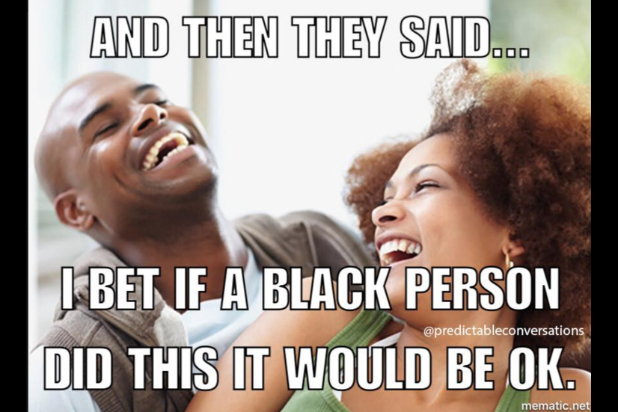 AND THEN THEY SAID...
I BET IF A BLACK PERSON
@predictableconversations
DID THIS IT WOULD BE OK.
mematic.net